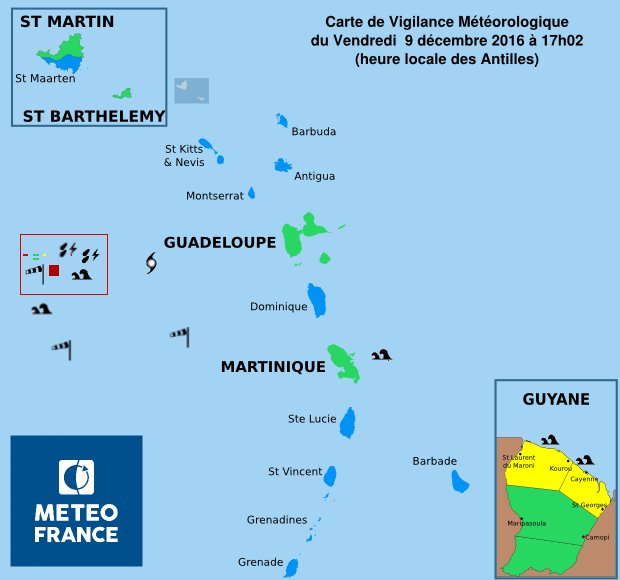 Carte de Vigilance Météorologique
du Vendredi  9 décembre 2016 à 17h02
(heure locale des Antilles)
ST MARTIN
St Maarten
ST BARTHELEMY
Barbuda
St Kitts
& Nevis
Antigua
Montserrat
GUADELOUPE
Dominique
MARTINIQUE
Ste Lucie
St Vincent
Barbade
Grenadines
Grenade
METEO
FRANCE
GUYANE
St Laurent
du Maroni
Kourou
Cayenne
St Georges
Maripasoula
Camopi